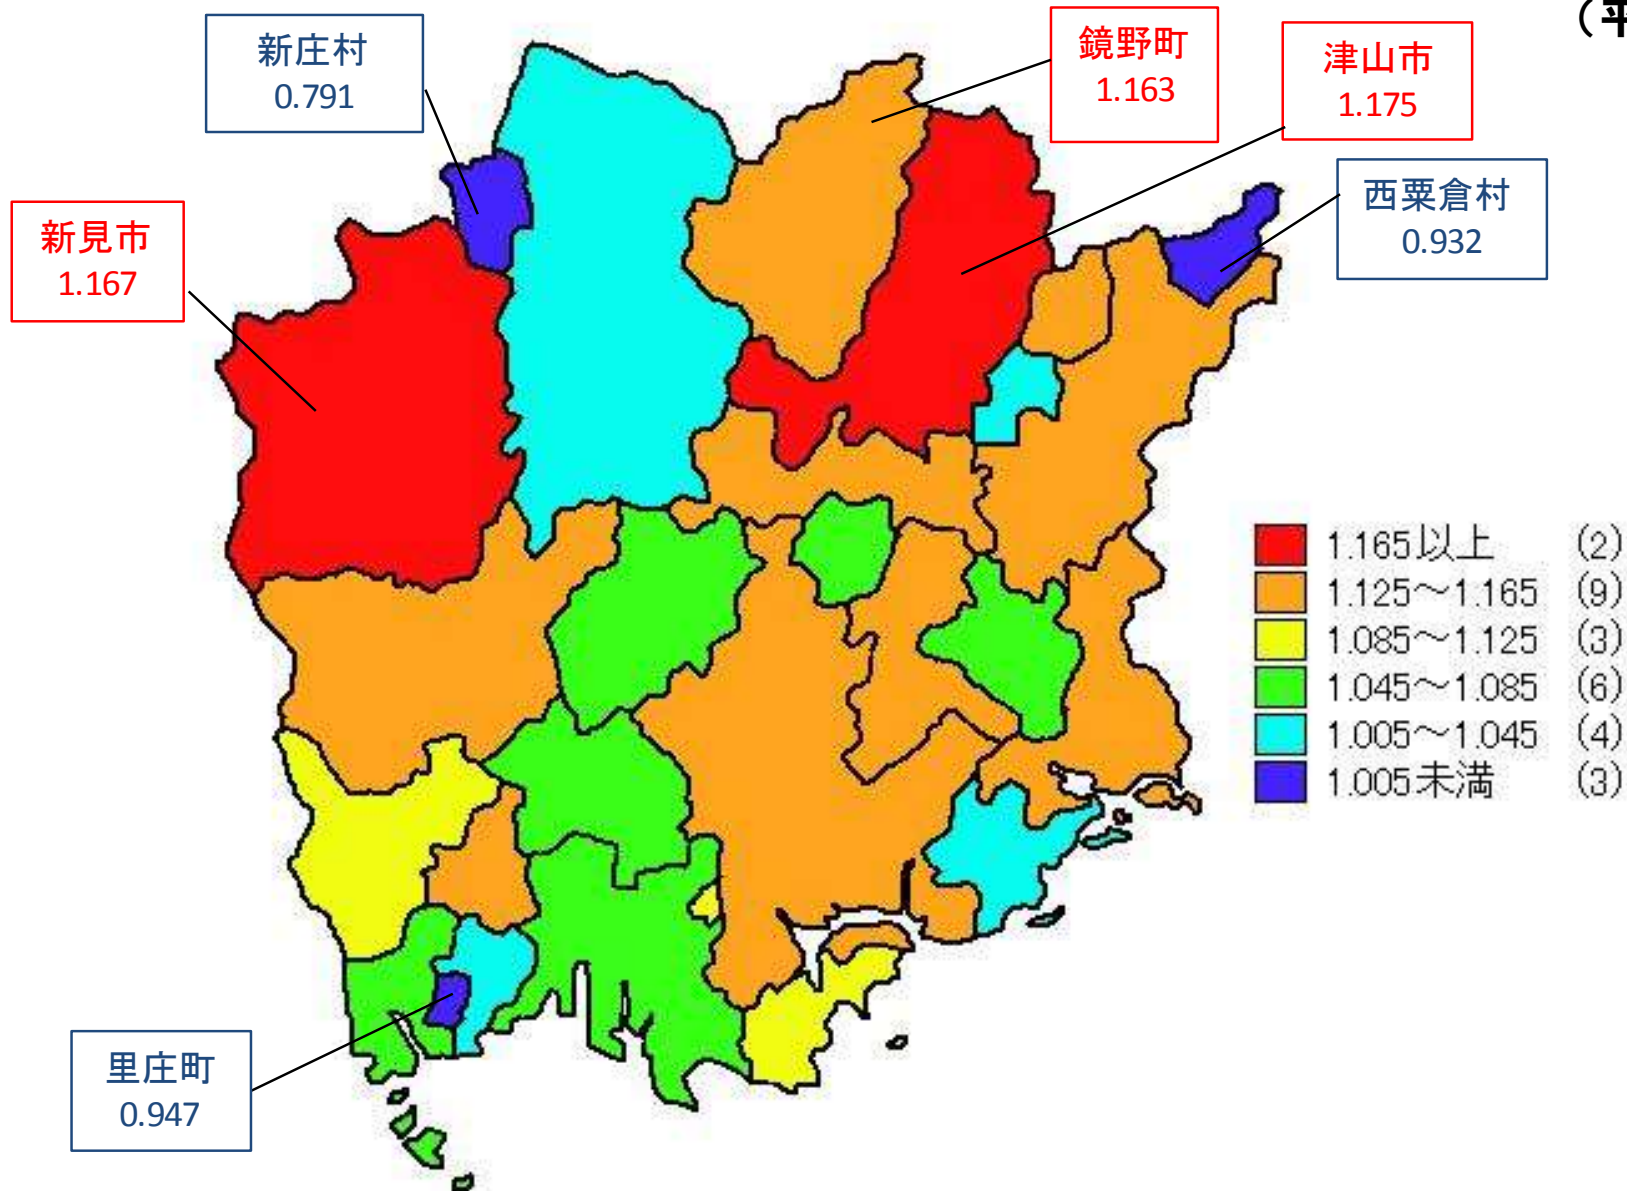 （平
新庄村
0.791
鏡野町
1.163
津山市
1.175
西粟倉村
0.932
新見市
1.167
1.165以上 (2)
1.125～1.165 (9)
1.085～1.125 (3)
1.045～1.085 (6)
1.005～1.045 (4)
1.005未満 (3)
里庄町
0.947